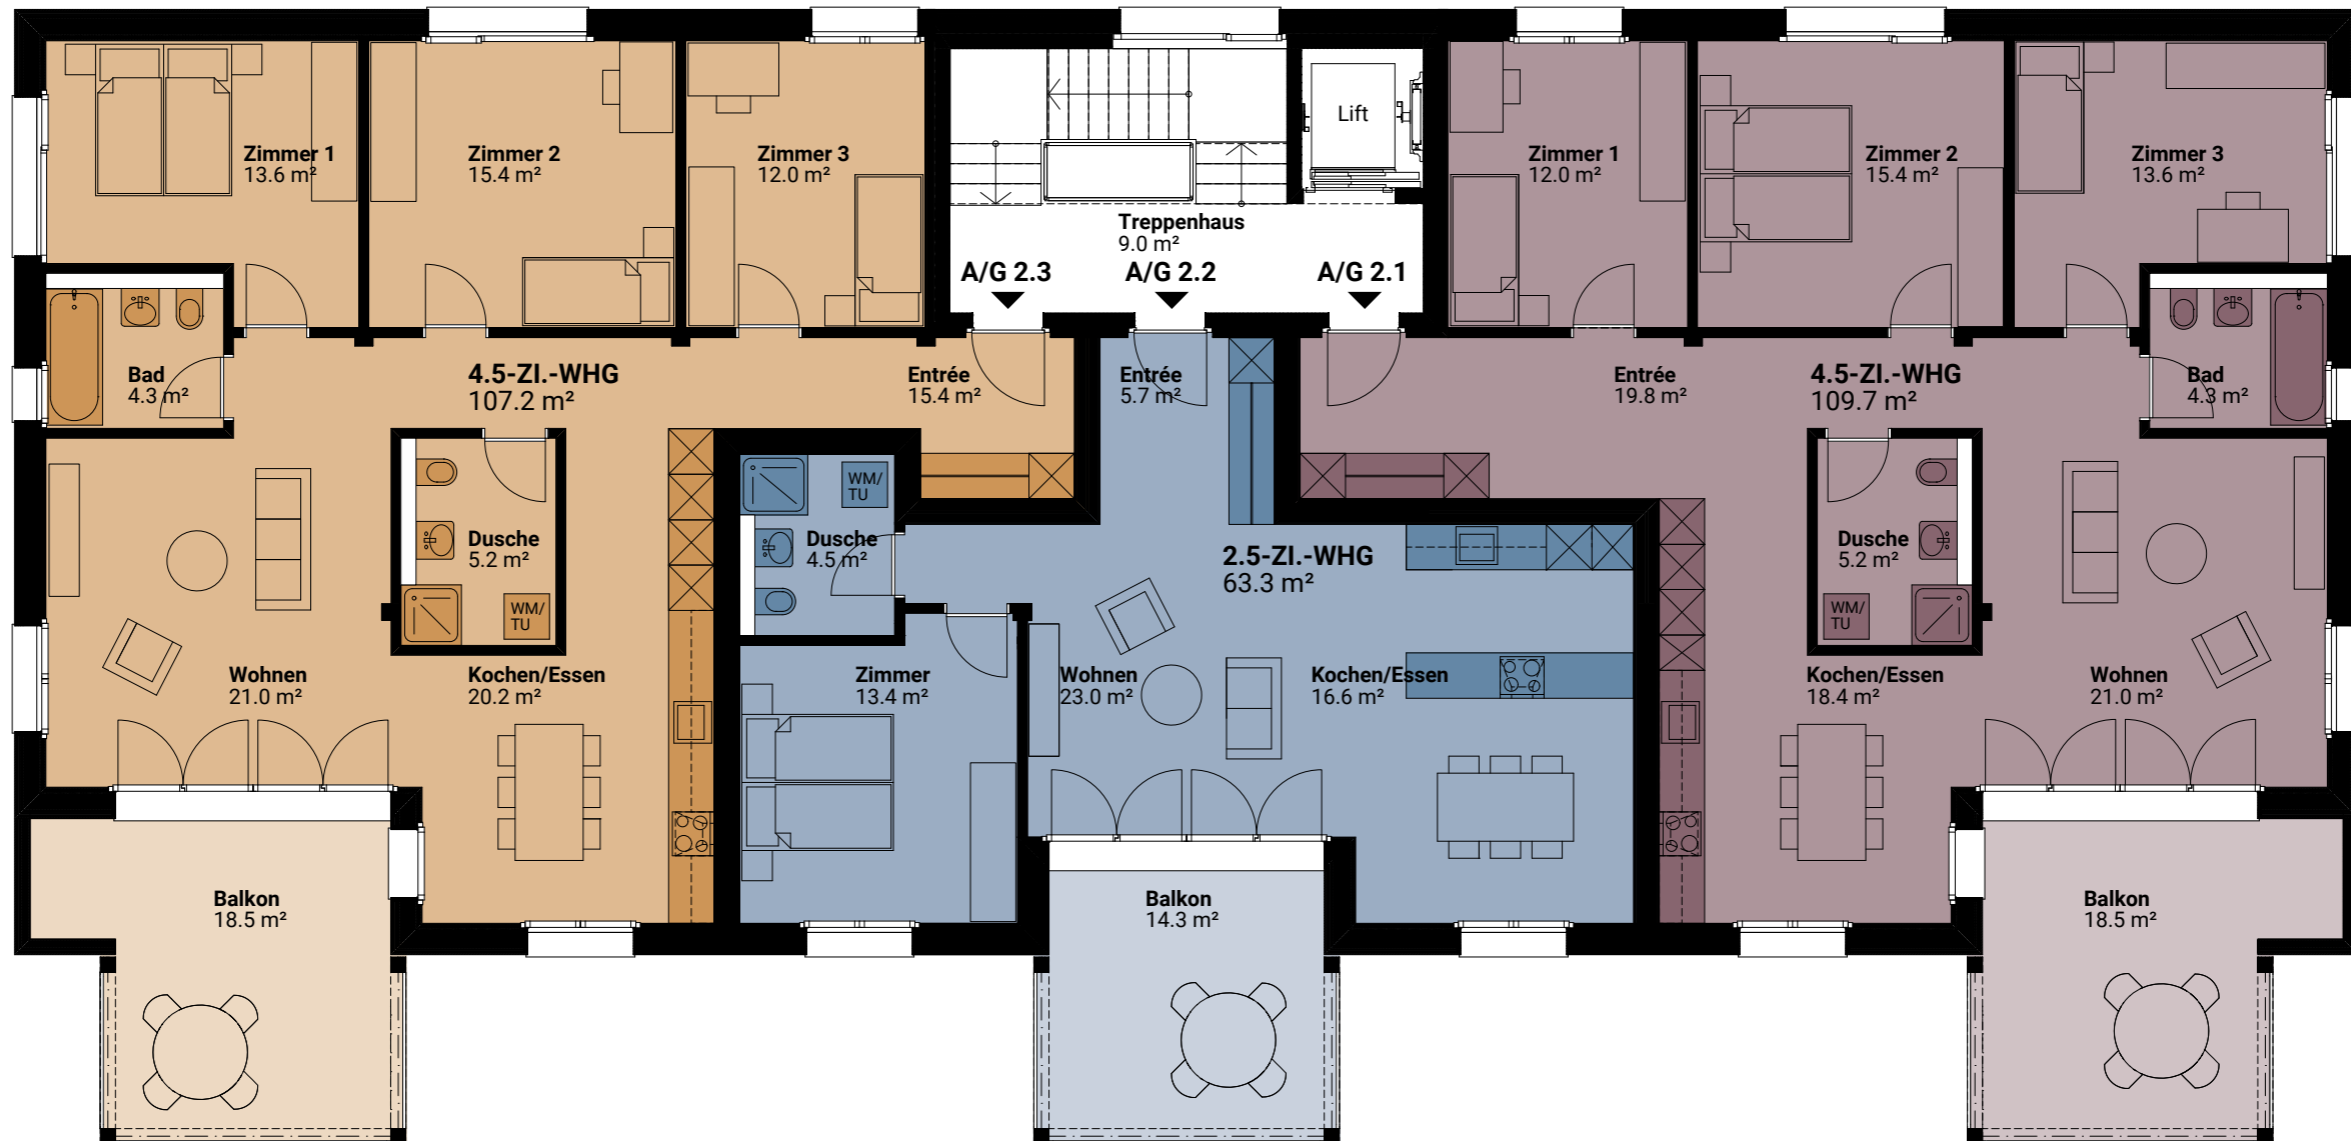 Zimmer 1
13.6 m²
Zimmer 2
15.4 m²
Zimmer 3
12.0 m²
Lift
Zimmer 1
12.0 m²
Zimmer 2
15.4 m²
Zimmer 3
13.6 m²
Treppenhaus
9.0 m²
A/G 2.3
A/G 2.2
A/G 2.1
Bad
4.3 m²
4.5-ZI.-WHG
107.2 m²
Entrée
15.4 m²
Entrée
5.7 m²
Entrée
19.8 m²
4.5-ZI.-WHG
109.7 m²
Bad
4.3 m²
Dusche
5.2 m²
WM/
TU
WM/
TU
Dusche
4.5 m²
2.5-ZI.-WHG
63.3 m²
Dusche
5.2 m²
WM/
TU
Wohnen
21.0 m²
Kochen/Essen
20.2 m²
Zimmer
13.4 m²
Wohnen
23.0 m²
Kochen/Essen
16.6 m²
Kochen/Essen
18.4 m²
Wohnen
21.0 m²
Balkon
18.5 m²
Balkon
14.3 m²
Balkon
18.5 m²